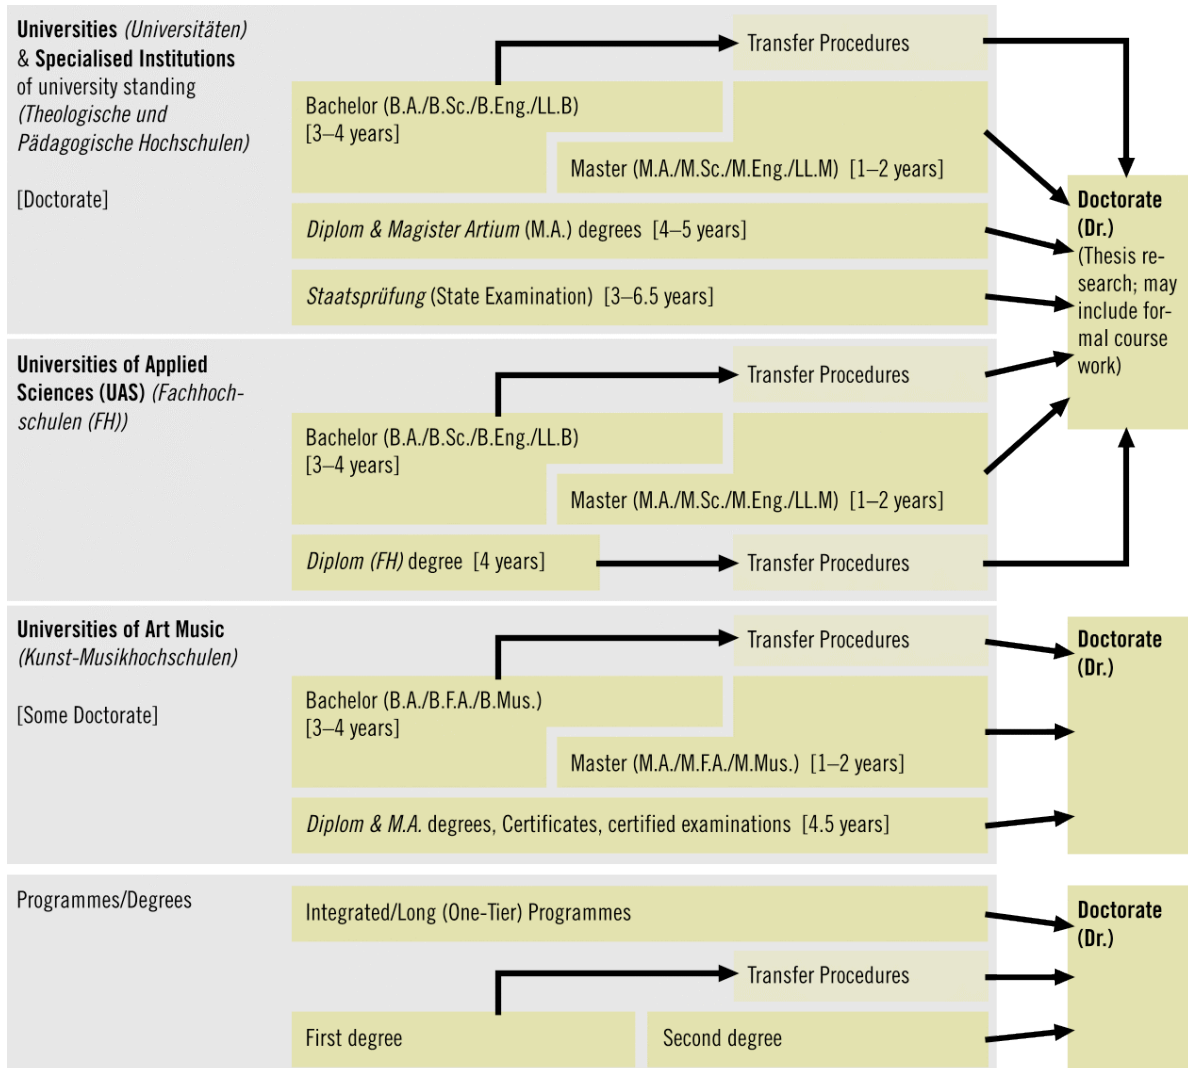 Universities (Universitäten)
& Specialised Institutions
of university standing
(Theologische und
Pädagogische Hochschulen)
[Doctorate]
Transfer Procedures
Bachelor (B.A./B.Sc./B.Eng./LL.B)
[3–4 years]
Master (M.A./M.Sc./M.Eng./LL.M) [1–2 years]
Diplom & Magister Artium (M.A.) degrees [4–5 years]
Staatsprüfung (State Examination) [3–6.5 years]
Doctorate
(Dr.)
(Thesis re-
search; may
include for-
mal course
work)
Universities of Applied
Sciences (UAS) (Fachhoch-
schulen (FH))
Transfer Procedures
Bachelor (B.A./B.Sc./B.Eng./LL.B)
[3–4 years]
Master (M.A./M.Sc./M.Eng./LL.M) [1–2 years]
Diplom (FH) degree [4 years]
Transfer Procedures
Universities of Art Music
(Kunst-Musikhochschulen)
[Some Doctorate]
Transfer Procedures
Bachelor (B.A./B.F.A./B.Mus.)
[3–4 years]
Master (M.A./M.F.A./M.Mus.) [1–2 years]
Diplom & M.A. degrees, Certificates, certified examinations [4.5 years]
Doctorate
(Dr.)
Programmes/Degrees
Integrated/Long (One-Tier) Programmes
Transfer Procedures
First degree
Second degree
Doctorate
(Dr.)